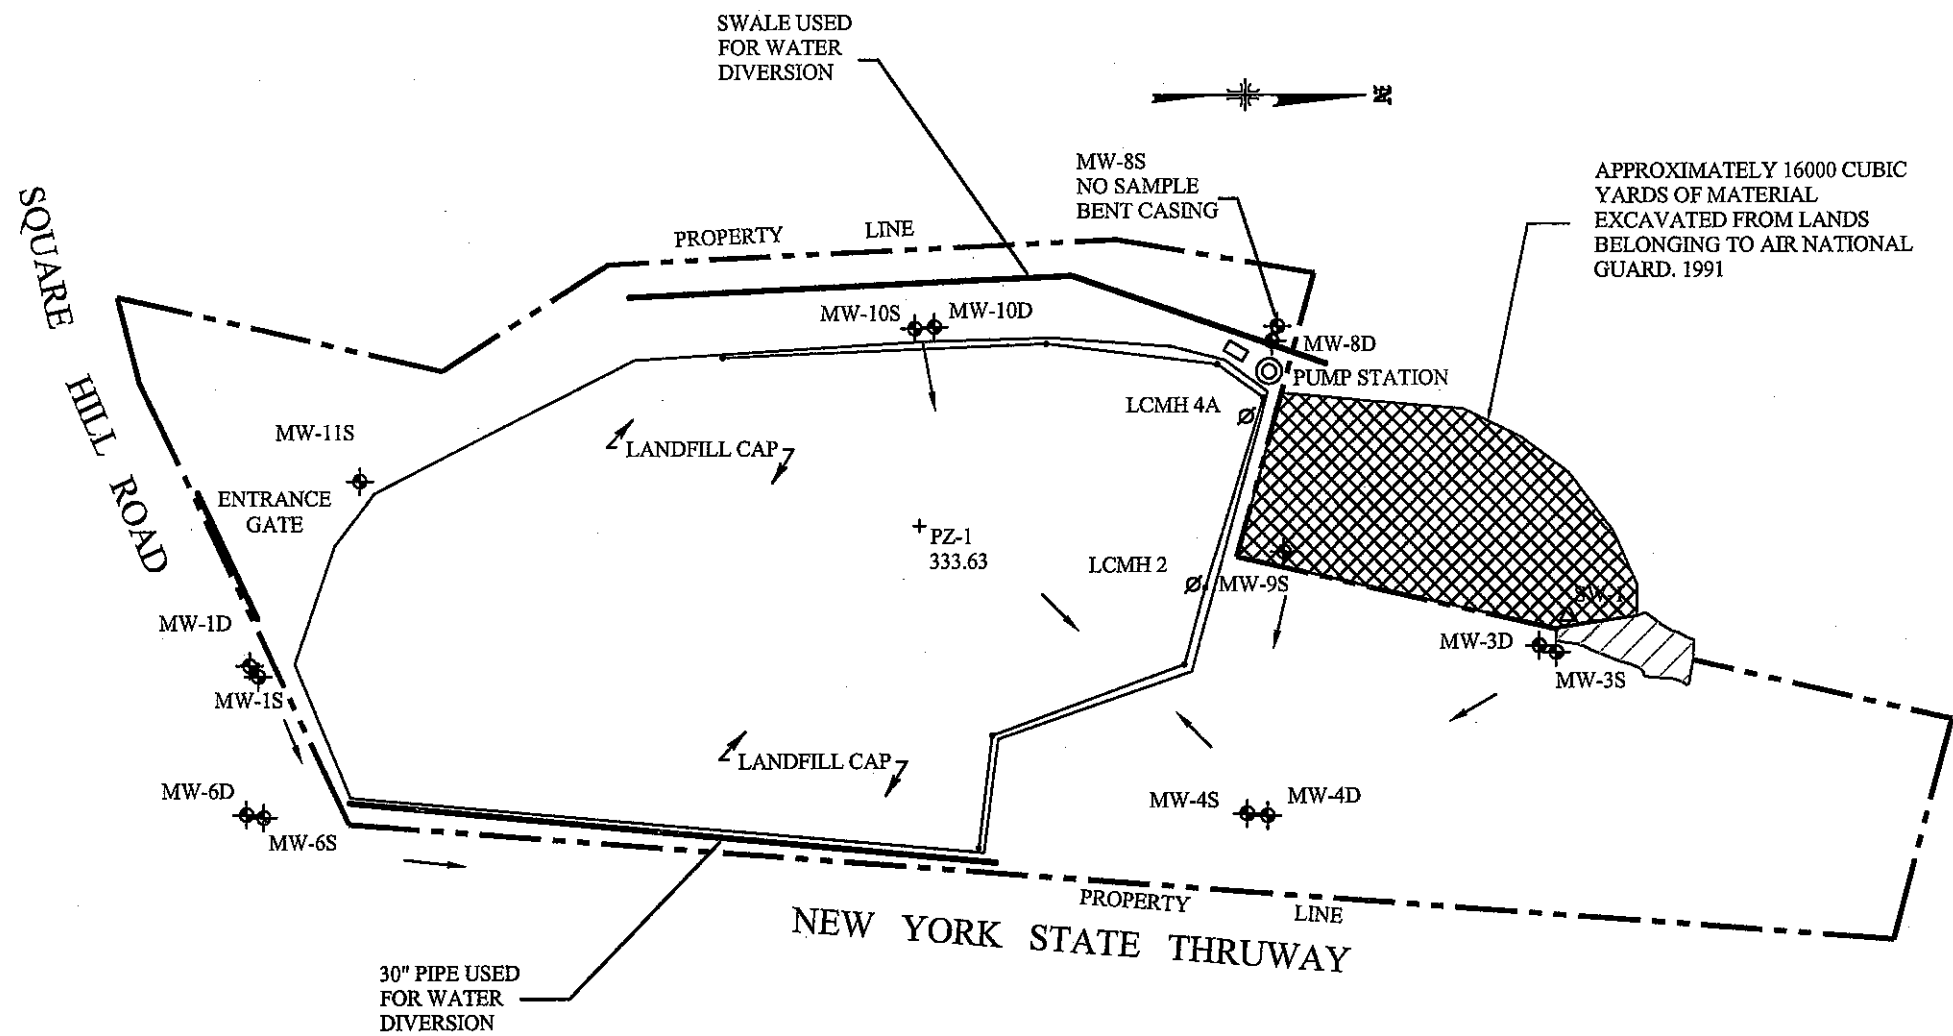 SWALE USED
FOR WATER
DIVERSION
N
MW-8S
NO SAMPLE
BENT CASING
APPROXIMATELY 16000 CUBIC
YARDS OF MATERIAL
EXCAVATED FROM LANDS
BELONGING TO AIR NATIONAL
GUARD. 1991
SQUARE HILL ROAD
PROPERTY LINE
MW-10S
MW-10D
MW-8D
PUMP STATION
LCMH 4A
MW-11S
LANDFILL CAP
ENTRANCE
GATE
PZ-1
333.63
LCMH 2
MW-9S
SW-1
MW-1D
MW-3D
MW-3S
MW-1S
LANDFILL CAP
MW-6D
MW-6S
MW-4S
MW-4D
PROPERTY LINE
NEW YORK STATE THRUWAY
30" PIPE USED
FOR WATER
DIVERSION